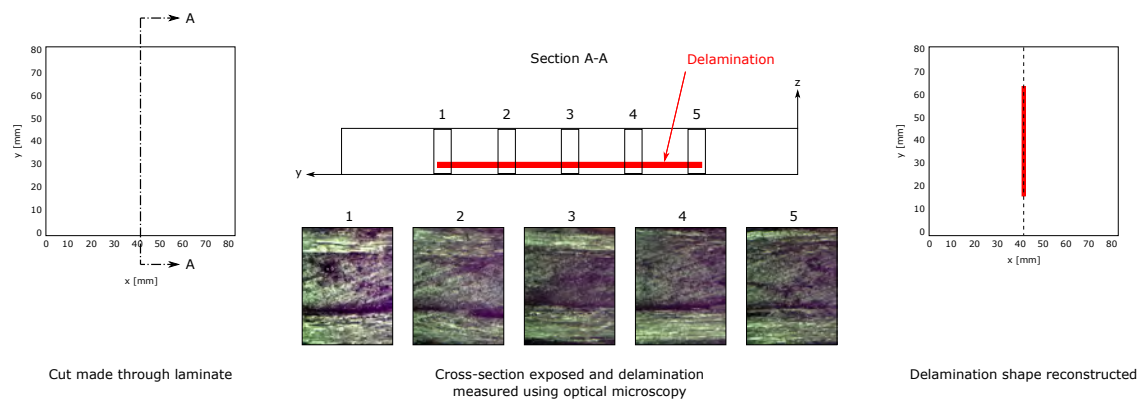 A
80
70
60
50
40
30
20
10
0
y [mm]
0 10 20 30 40 50 60 70 80
A
x [mm]
Cut made through laminate
Section A-A
Delamination
z
1 2 3 4 5
y
1 2 3 4 5
Cross-section exposed and delamination
measured using optical microscopy
80
70
60
50
40
30
20
10
0
y [mm]
0 10 20 30 40 50 60 70 80
x [mm]
Delamination shape reconstructed